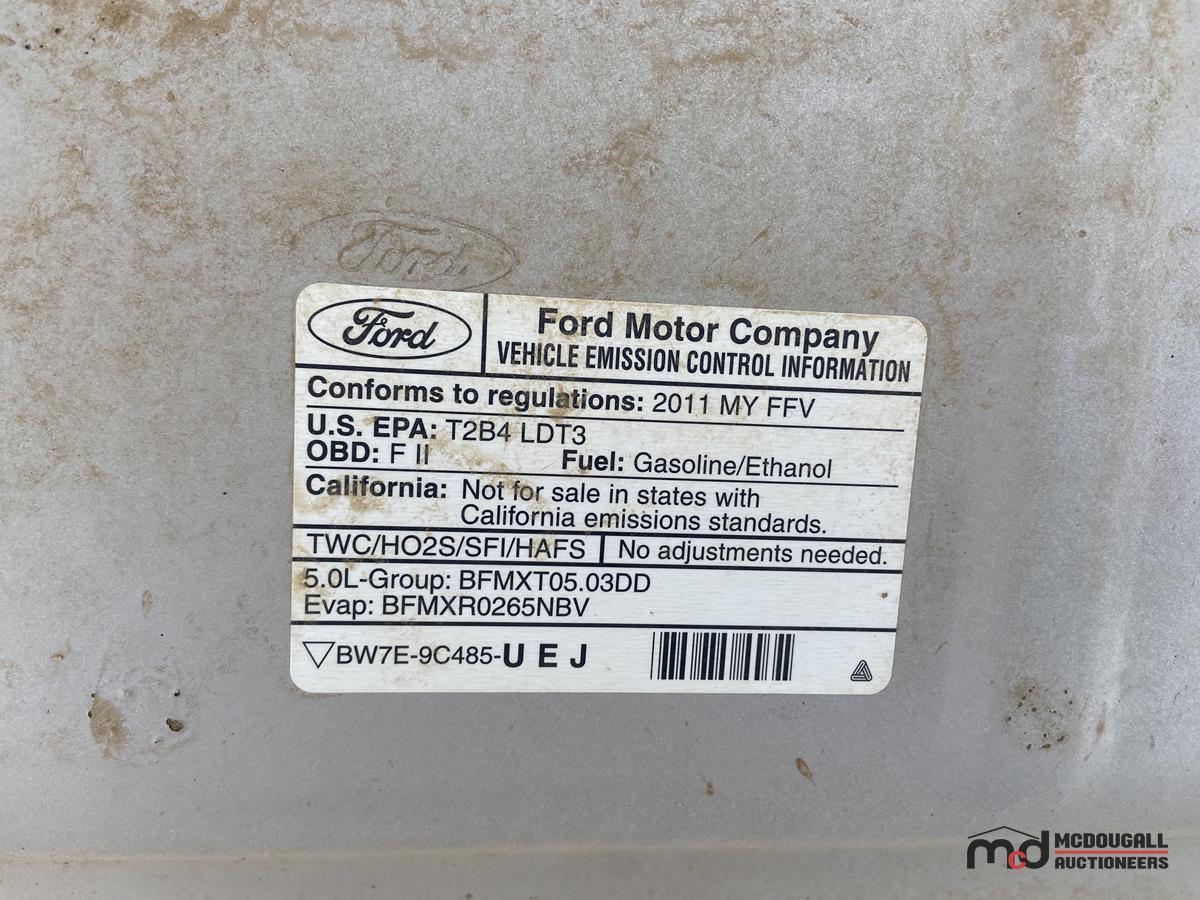 Ford
Ford
Ford Motor Company
VEHICLE EMISSION CONTROL INFORMATION
Conforms to regulations: 2011 MY FFV
U.S. EPA: T2B4 LDT3
OBD: F II Fuel: Gasoline/Ethanol
California: Not for sale in states with
California emissions standards.
TWC/HO2S/SFI/HAFS No adjustments needed.
5.0L-Group: BFMXT05.03DD
Evap: BFMXR0265NBV
BW7E-9C485-U E J
mcd MCDOUGALL
AUCTIONEERS